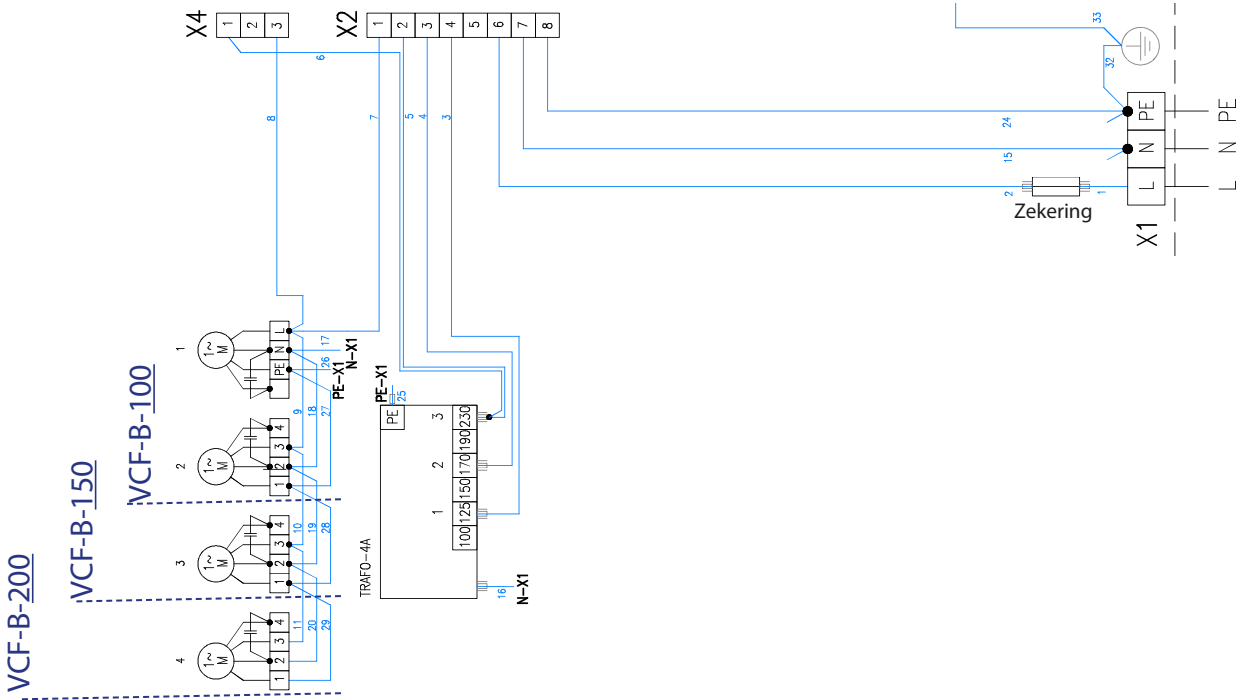 X4
1
2
3
X2
1
2
3
4
5
6
7
8
33
32
6
8
7
5
4
3
24
15
2
1
Zekering
PE
N
L
X1
PE
N
L
1
1~
M
L
N
PE
17
26
N-X1
PE-X1
9
18
27
VCF-B-100
2
1~
M
4
3
2
1
VCF-B-150
10
19
28
3
1~
M
4
3
2
1
VCF-B-200
11
20
29
4
1~
M
4
3
2
1
TRAFO-4A
PE
PE-X1
25
3
2
1
230
190
170
150
125
100
16
N-X1